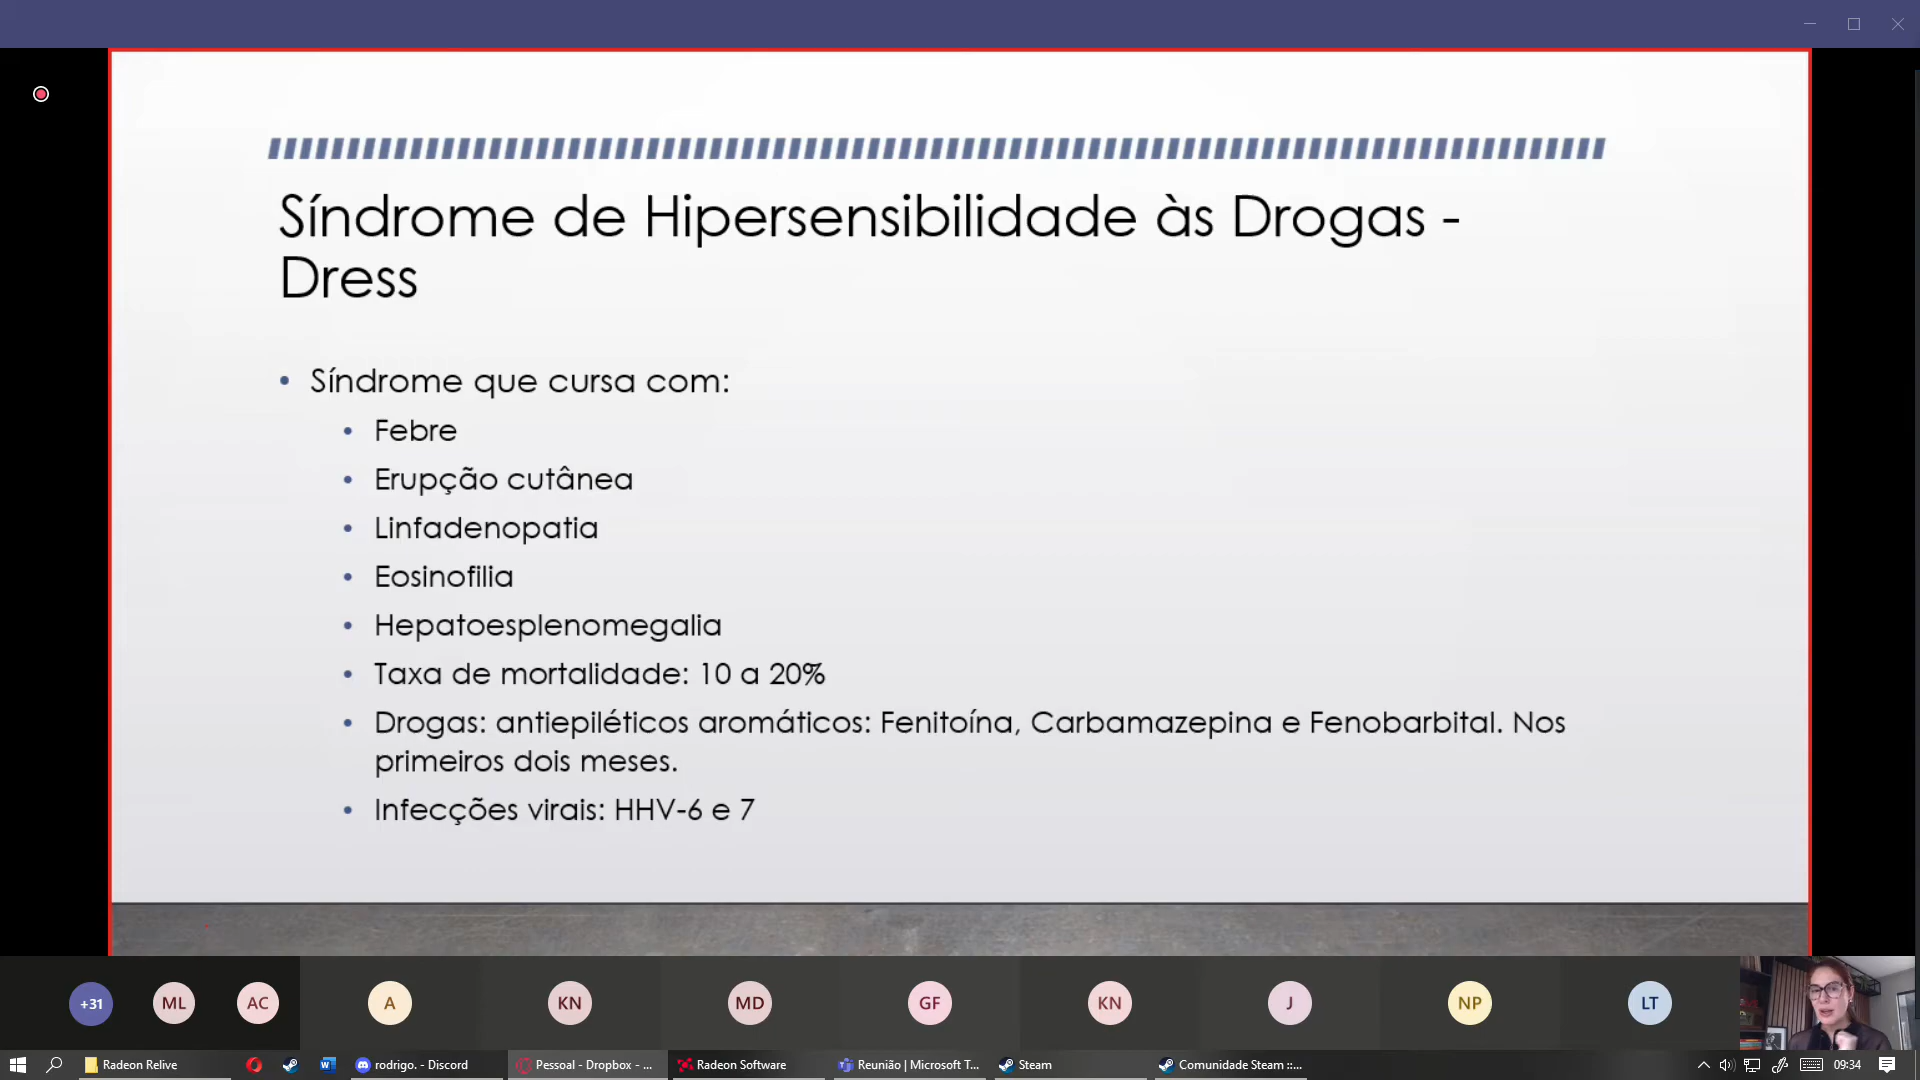 Síndrome de Hipersensibilidade às Drogas -
Dress
• Síndrome que cursa com:
• Febre
• Erupção cutânea
• Linfadenopatia
• Eosinofilia
• Hepatoesplenomegalia
• Taxa de mortalidade: 10 a 20%
• Drogas: antiepiléticos aromáticos: Fenitoína, Carbamazepina e Fenobarbital. Nos
primeiros dois meses.
• Infecções virais: HHV-6 e 7
+31 ML AC A KN MD GF KN J NP LT
Radeon Relive rodrigo. - Discord Pessoal - Dropbox - ... Radeon Software Reunião | Microsoft T... Steam Comunidade Steam ::... 09:34